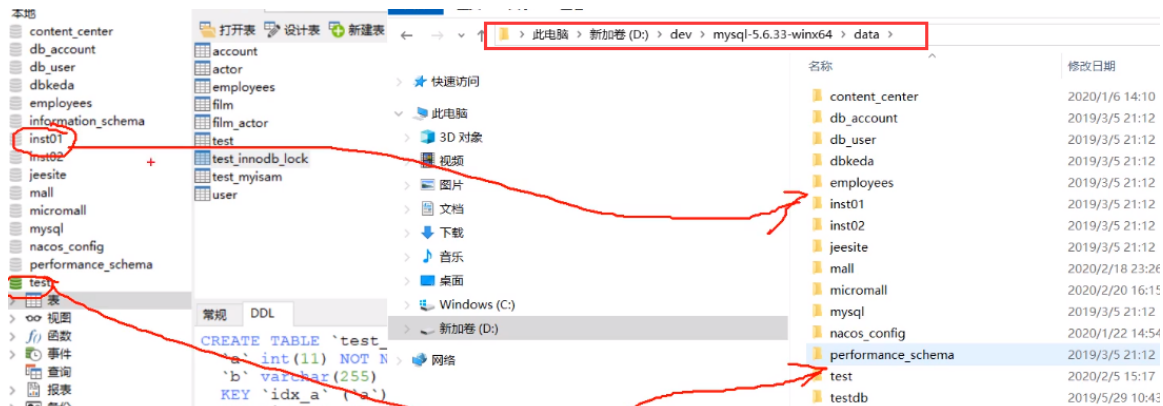 本地
content_center
db_account
db_user
dbkeda
employees
information_schema
inst01
inst02
jeesite
mall
micromall
mysql
nacos_config
performance_schema
test
表
视图
函数
事件
查询
报表
打开表 设计表 新建表
account
actor
employees
film
film_actor
test
test_innodb_lock
test_myisam
user
常规 DDL
CREATE TABLE `test_
`a` int(11) NOT N
`b` varchar(255)
KEY `idx_a` (`a`)
此电脑 > 新加卷 (D:) > dev > mysql-5.6.33-winx64 > data >
快速访问
此电脑
3D 对象
视频
图片
文档
下载
音乐
桌面
Windows (C:)
新加卷 (D:)
网络
名称 修改日期
content_center 2020/1/6 14:10
db_account 2019/3/5 21:12
db_user 2019/3/5 21:12
dbkeda 2019/3/5 21:12
employees 2019/3/5 21:12
inst01 2019/3/5 21:12
inst02 2019/3/5 21:12
jeesite 2019/3/5 21:12
mall 2020/2/18 23:26
micromall 2020/2/20 16:15
mysql 2019/3/5 21:12
nacos_config 2020/1/22 14:54
performance_schema 2019/3/5 21:12
test 2020/2/5 15:17
testdb 2019/5/29 10:43